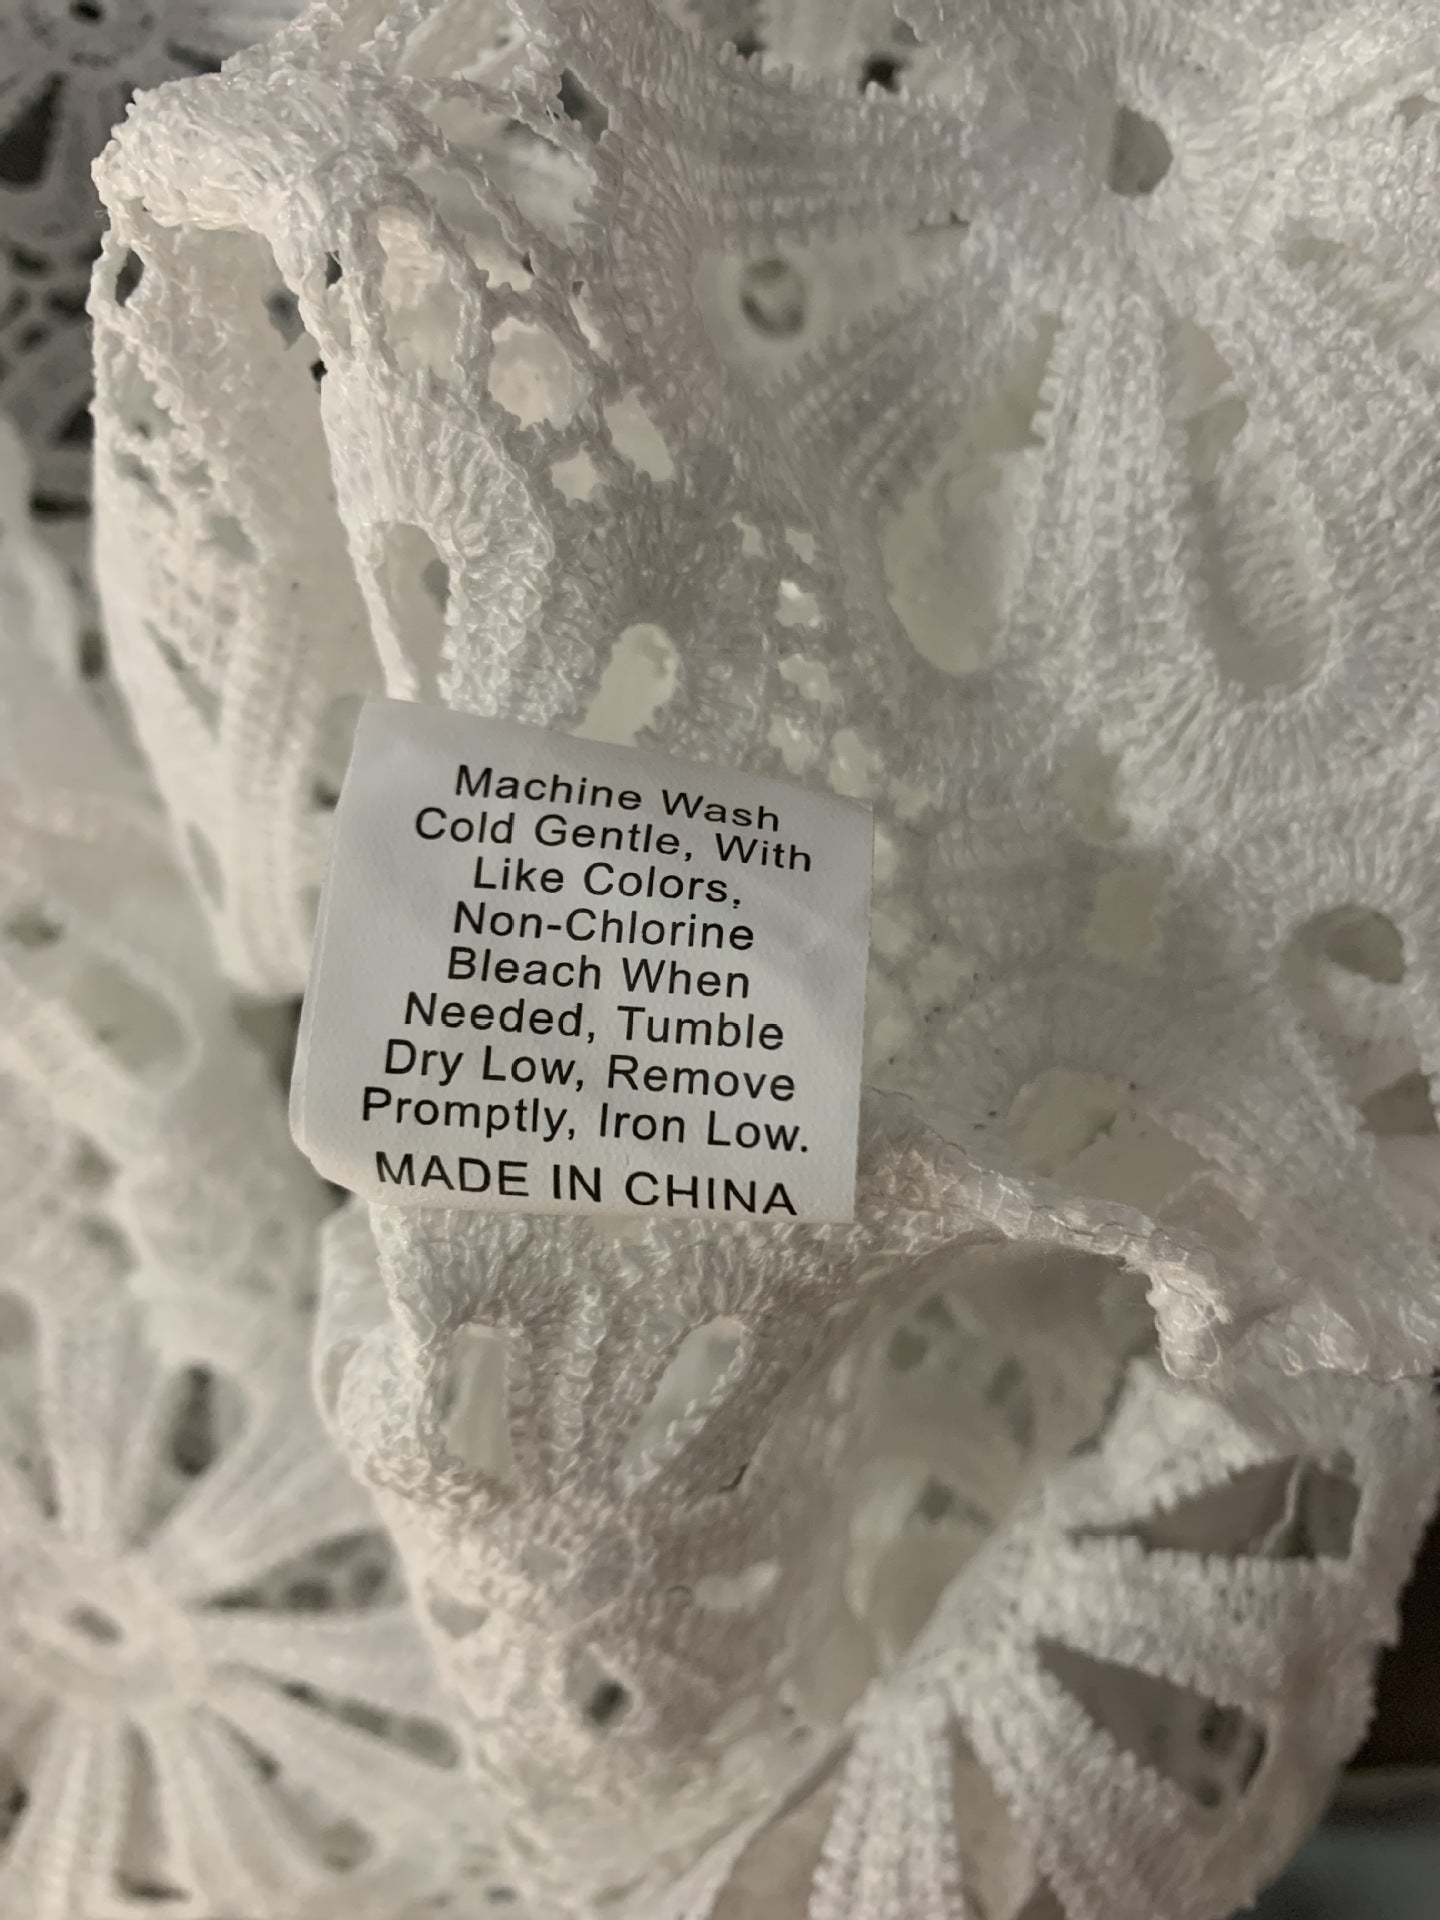 Machine Wash
Cold Gentle, With
Like Colors,
Non-Chlorine
Bleach When
Needed, Tumble
Dry Low, Remove
Promptly, Iron Low.
MADE IN CHINA